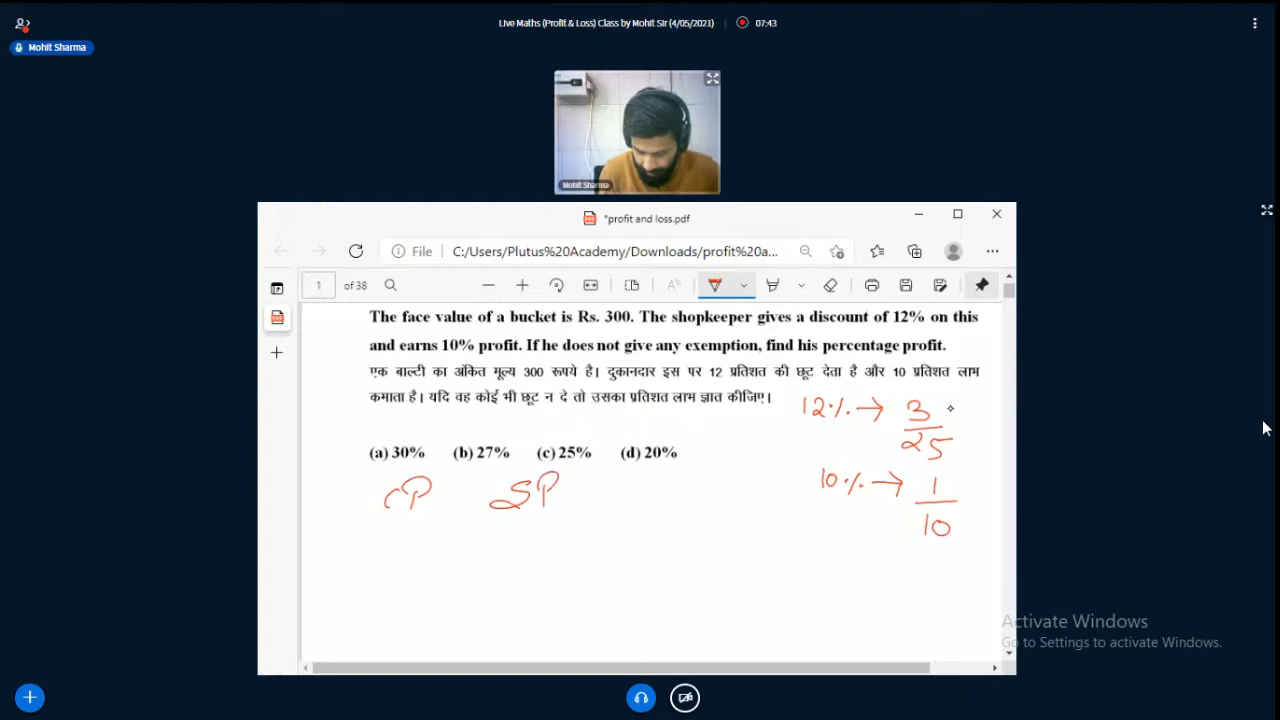 Live Maths (Profit & Loss) Class by Mohit Sir (4/05/2021) 07:43
Mohit Sharma
Mohit Sharma
*profit and loss.pdf
File C:/Users/Plutus%20Academy/Downloads/profit%20a...
1 of 38
The face value of a bucket is Rs. 300. The shopkeeper gives a discount of 12% on this
and earns 10% profit. If he does not give any exemption, find his percentage profit.
एक बाल्टी का अंकित मूल्य 300 रूपये है। दुकानदार इस पर 12 प्रतिशत की छूट देता है और 10 प्रतिशत लाभ
कमाता है। यदि वह कोई भी छूट न दे तो उसका प्रतिशत लाभ ज्ञात कीजिए।
12% → 3/25
(a) 30% (b) 27% (c) 25% (d) 20%
CP SP
10% → 1/10
Activate Windows
Go to Settings to activate Windows.